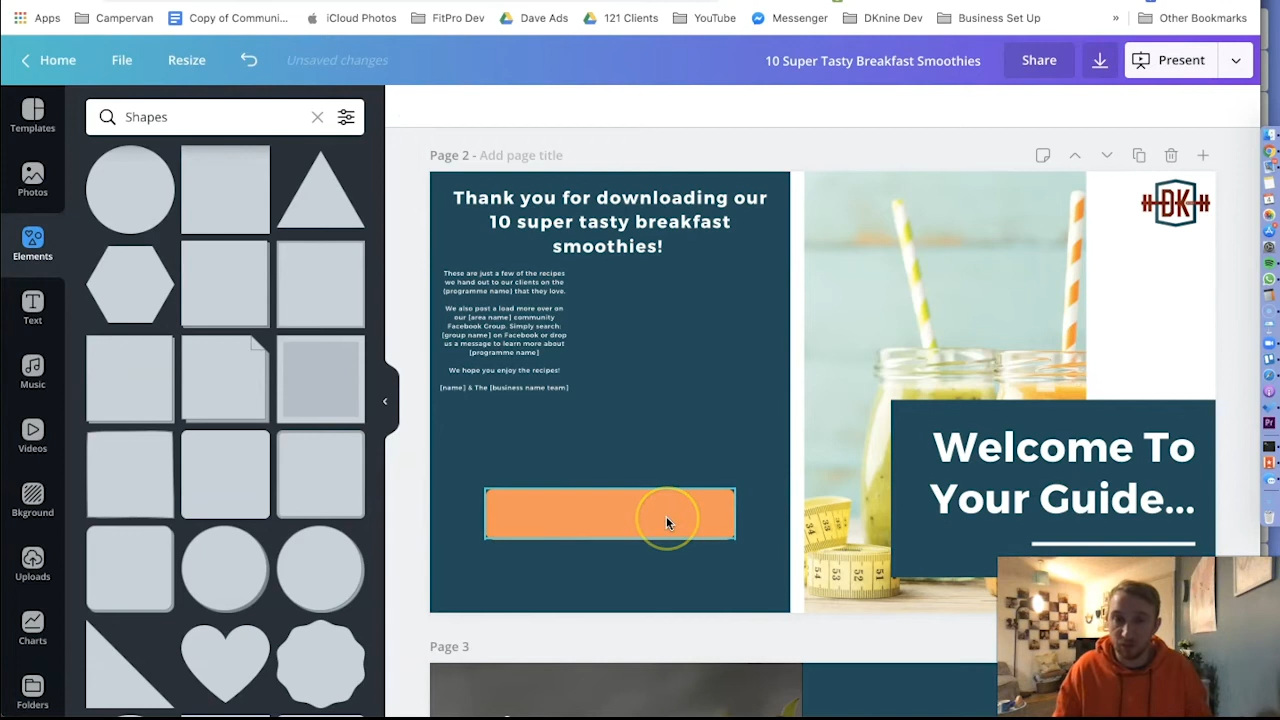 Apps
Campervan
Copy of Communi...
iCloud Photos
FitPro Dev
Dave Ads
121 Clients
YouTube
Messenger
DKnine Dev
Business Set Up
»
Other Bookmarks
Home
File
Resize
Unsaved changes
10 Super Tasty Breakfast Smoothies
Share
Present
Templates
Photos
Elements
Text
Music
Videos
Bkground
Uploads
Charts
Folders
Shapes
Page 2 - Add page title
Thank you for downloading our
10 super tasty breakfast
smoothies!
These are just a few of the recipes
we hand out to our clients on the
(programme name) that they love.
We also post a load more over on
our [area name] community
Facebook Group. Simply search:
[group name] on Facebook or drop
us a message to learn more about
[programme name]
We hope you enjoy the recipes!
[name] & The [business name team]
DK
54
53
52
51
Welcome To
Your Guide...
Page 3
Pr